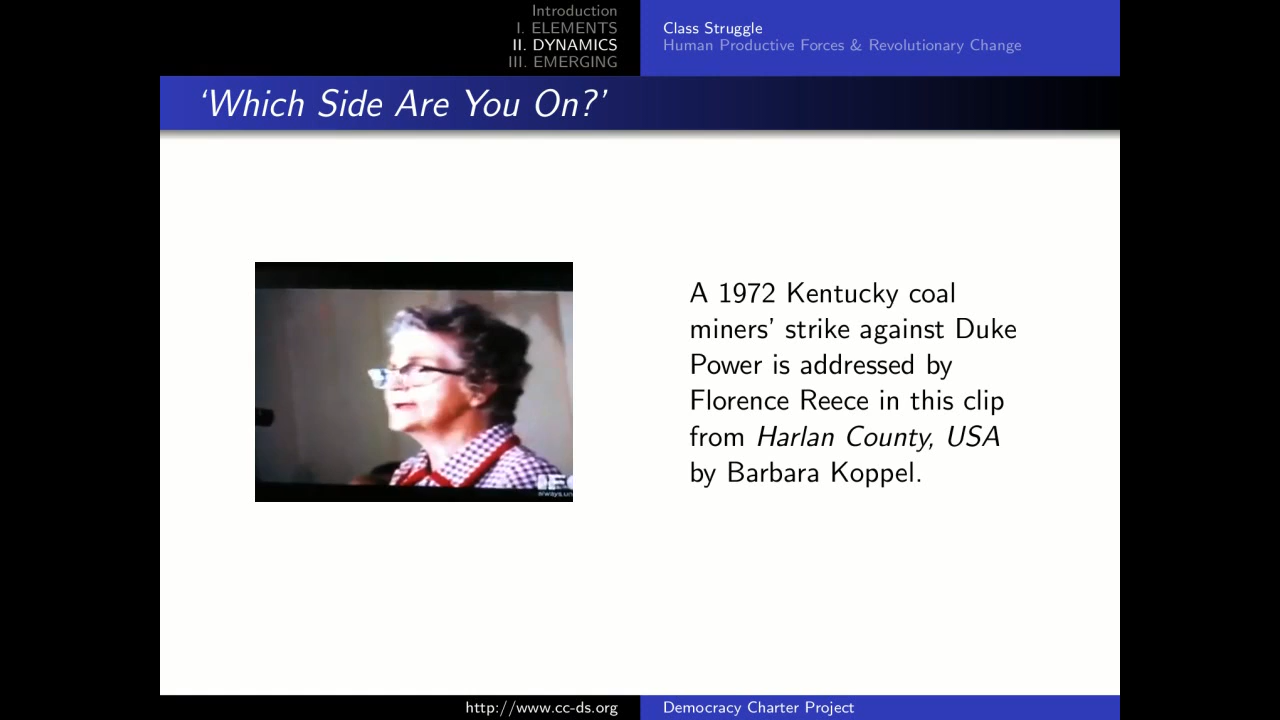 Introduction
I. ELEMENTS
II. DYNAMICS
III. EMERGING
Class Struggle
Human Productive Forces & Revolutionary Change
‘Which Side Are You On?’
A 1972 Kentucky coal
miners’ strike against Duke
Power is addressed by
Florence Reece in this clip
from Harlan County, USA
by Barbara Koppel.
http://www.cc-ds.org
Democracy Charter Project